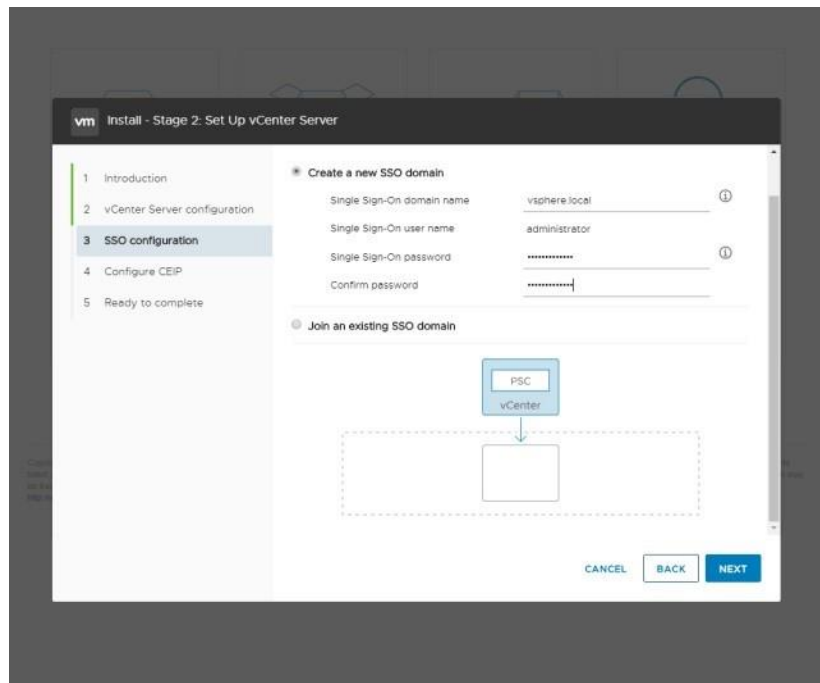 vm Install - Stage 2: Set Up vCenter Server
1 Introduction
2 vCenter Server configuration
3 SSO configuration
4 Configure CEIP
5 Ready to complete
Create a new SSO domain
Single Sign-On domain name vsphere.local
Single Sign-On user name administrator
Single Sign-On password •••••••••••••
Confirm password •••••••••••••
Join an existing SSO domain
PSC
vCenter
CANCEL BACK NEXT